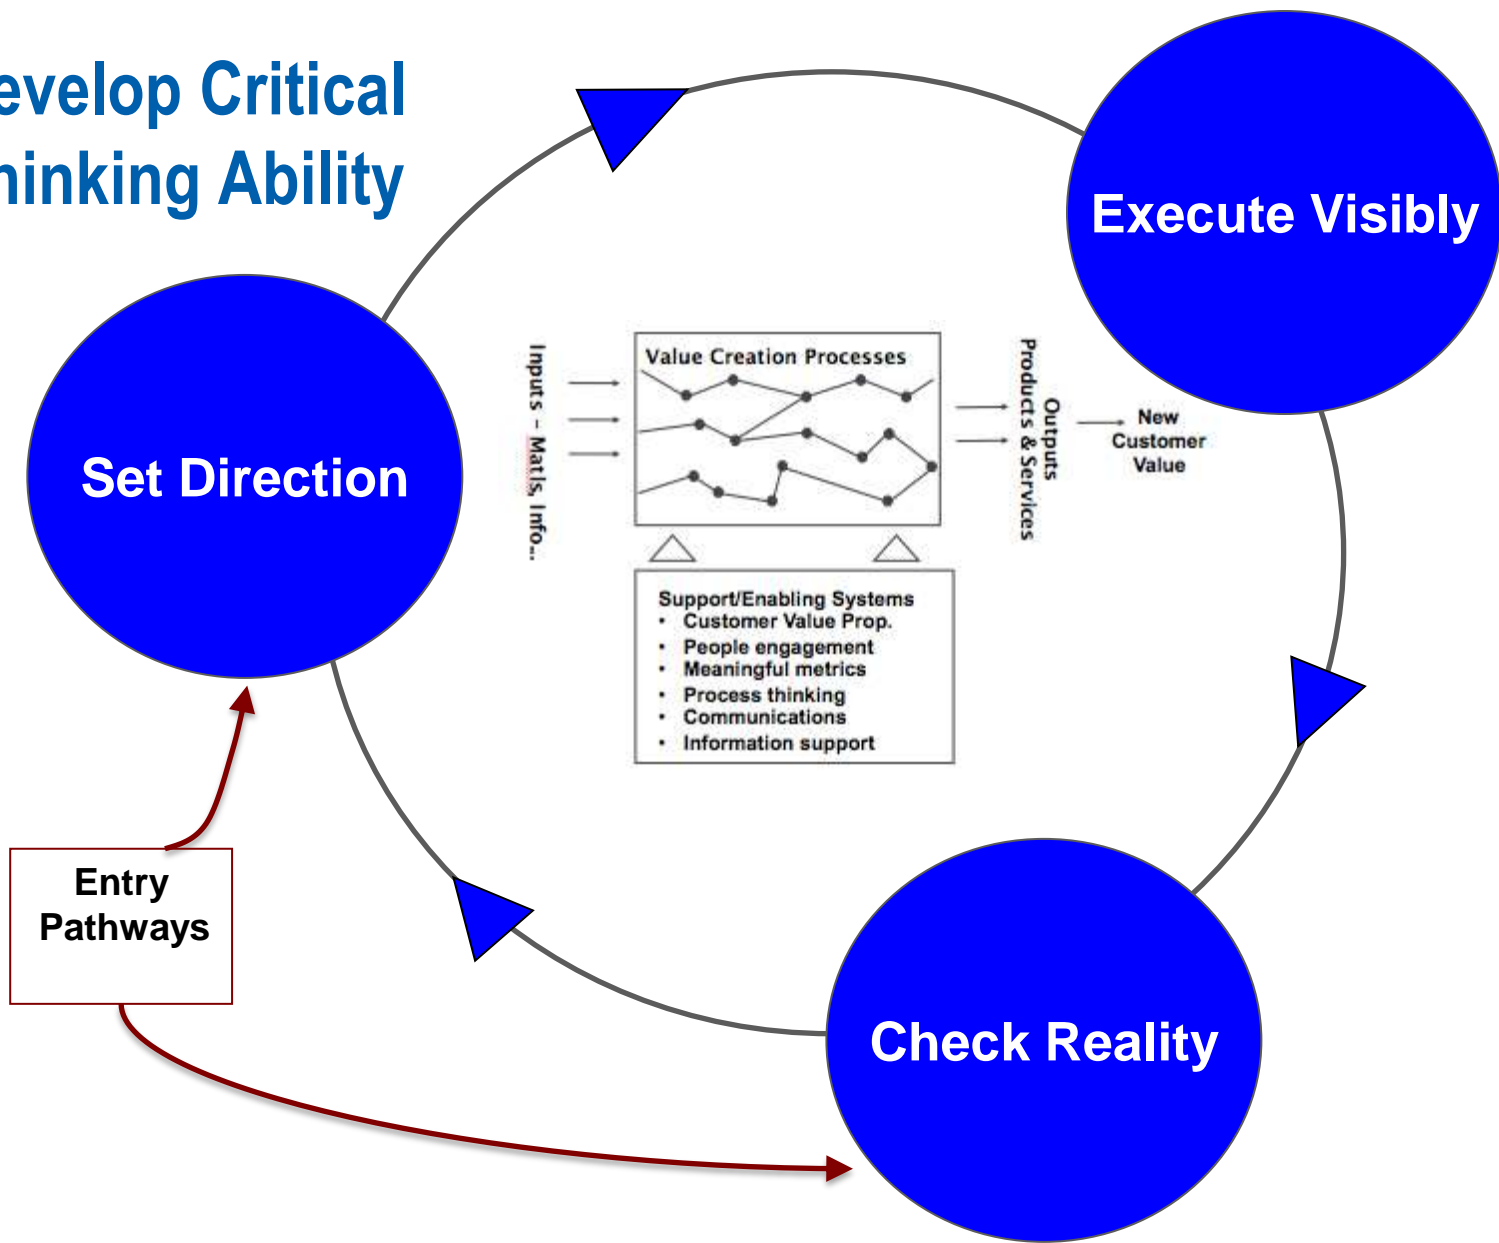 evelop Critical
hinking Ability
Execute Visibly
Set Direction
Inputs – Matls, Info...
Value Creation Processes
Outputs
Products & Services
New
Customer
Value
Support/Enabling Systems
• Customer Value Prop.
• People engagement
• Meaningful metrics
• Process thinking
• Communications
• Information support
Entry
Pathways
Check Reality